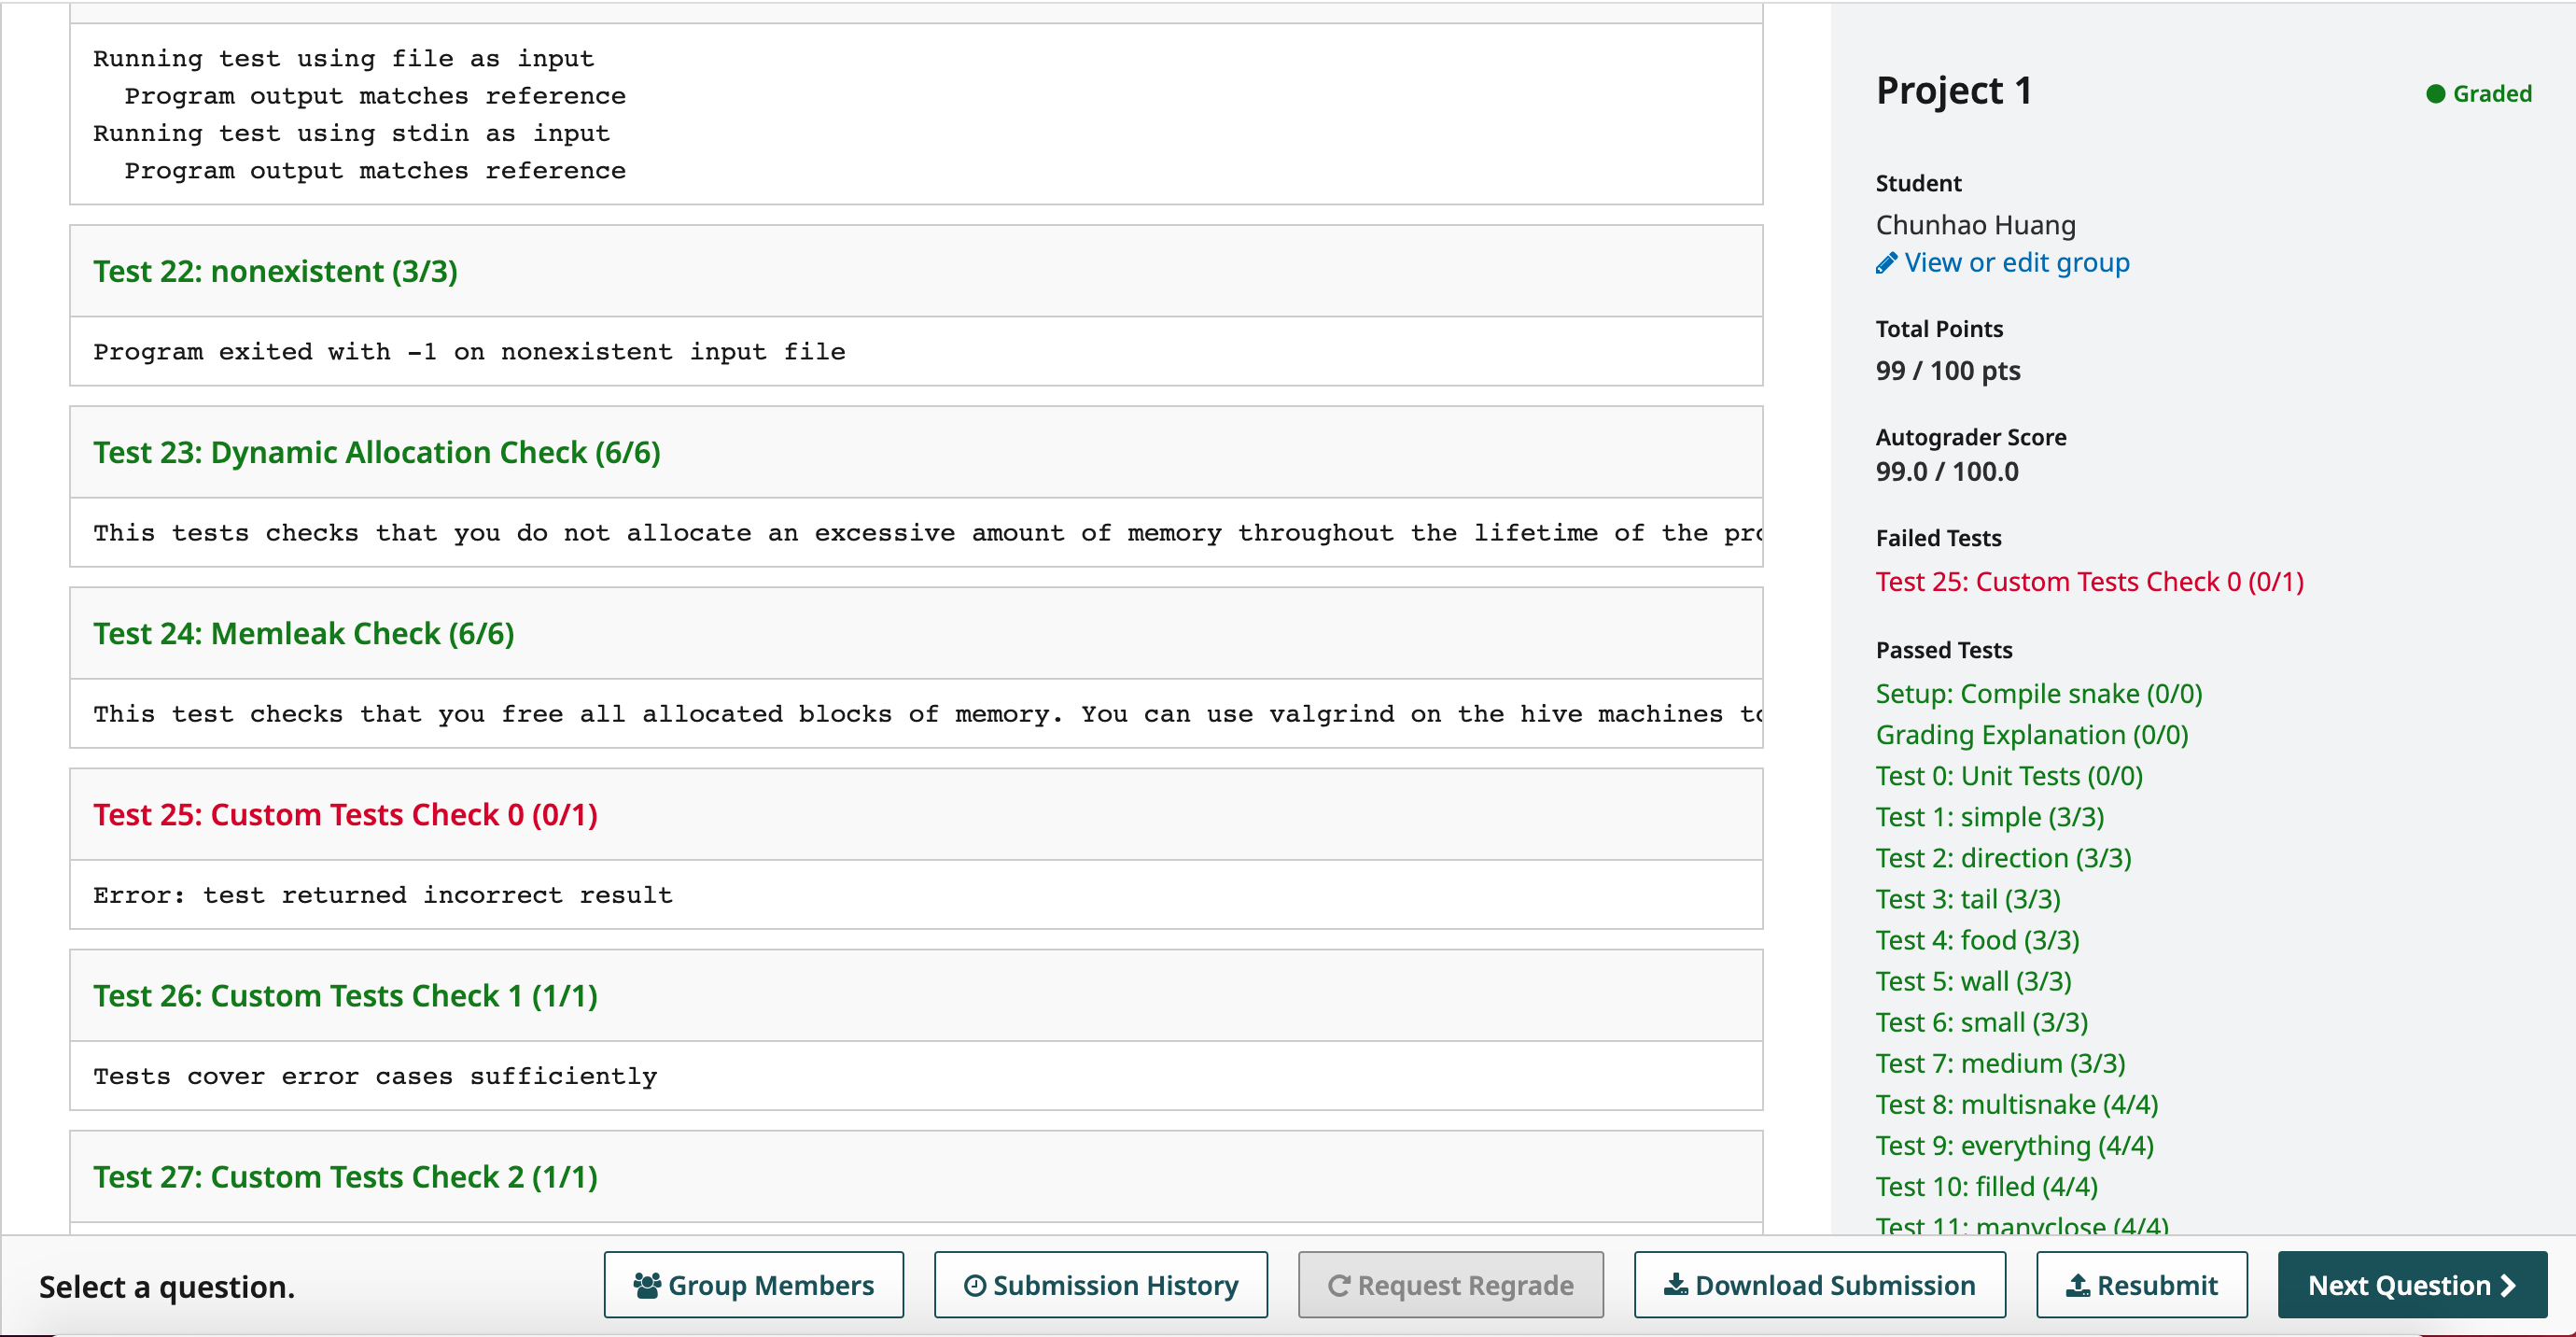 Running test using file as input
Program output matches reference
Running test using stdin as input
Program output matches reference
Test 22: nonexistent (3/3)
Program exited with -1 on nonexistent input file
Test 23: Dynamic Allocation Check (6/6)
This tests checks that you do not allocate an excessive amount of memory throughout the lifetime of the
Test 24: Memleak Check (6/6)
This test checks that you free all allocated blocks of memory. You can use valgrind on the hive machines
Test 25: Custom Tests Check 0 (0/1)
Error: test returned incorrect result
Test 26: Custom Tests Check 1 (1/1)
Tests cover error cases sufficiently
Test 27: Custom Tests Check 2 (1/1)
Project 1
Graded
Student
Chunhao Huang
View or edit group
Total Points
99 / 100 pts
Autograder Score
99.0 / 100.0
Failed Tests
Test 25: Custom Tests Check 0 (0/1)
Passed Tests
Setup: Compile snake (0/0)
Grading Explanation (0/0)
Test 0: Unit Tests (0/0)
Test 1: simple (3/3)
Test 2: direction (3/3)
Test 3: tail (3/3)
Test 4: food (3/3)
Test 5: wall (3/3)
Test 6: small (3/3)
Test 7: medium (3/3)
Test 8: multisnake (4/4)
Test 9: everything (4/4)
Test 10: filled (4/4)
Test 11: manyclose (4/4)
Select a question.
Group Members
Submission History
Request Regrade
Download Submission
Resubmit
Next Question